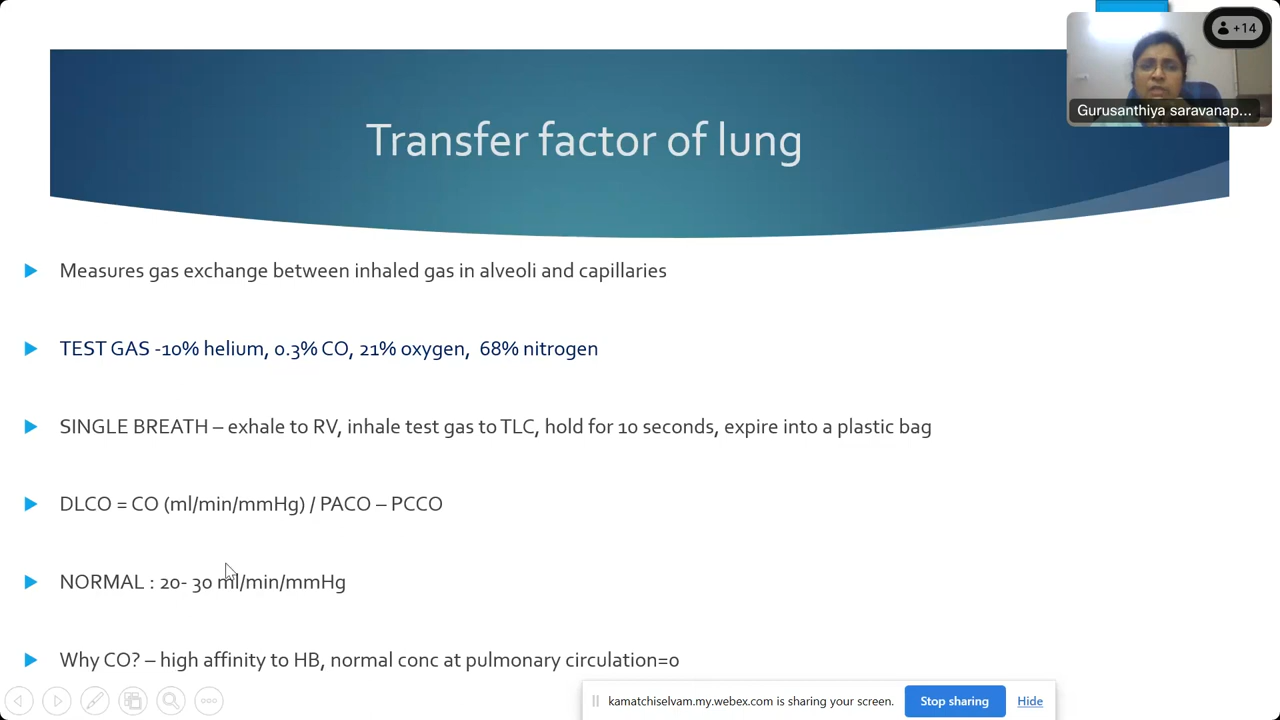 +14
Gurusanthiya saravanap...
Transfer factor of lung
Measures gas exchange between inhaled gas in alveoli and capillaries
TEST GAS -10% helium, 0.3% CO, 21% oxygen, 68% nitrogen
SINGLE BREATH – exhale to RV, inhale test gas to TLC, hold for 10 seconds, expire into a plastic bag
DLCO = CO (ml/min/mmHg) / PACO – PCCO
NORMAL : 20- 30 ml/min/mmHg
Why CO? – high affinity to HB, normal conc at pulmonary circulation=0
kamatchiselvam.my.webex.com is sharing your screen.
Stop sharing
Hide